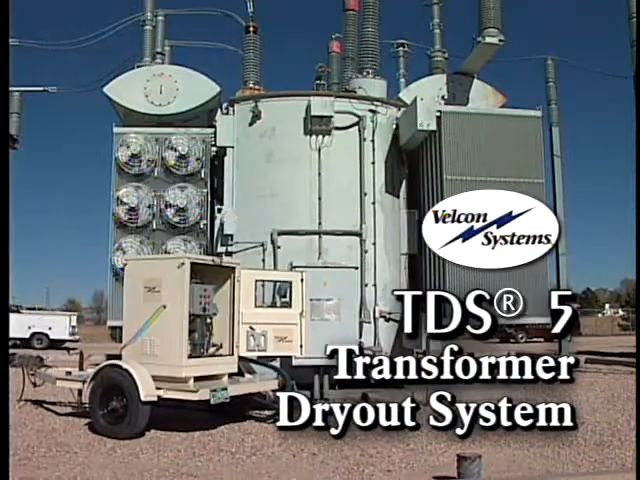 Velcon
Systems
TDS® 5
Transformer
Dryout System